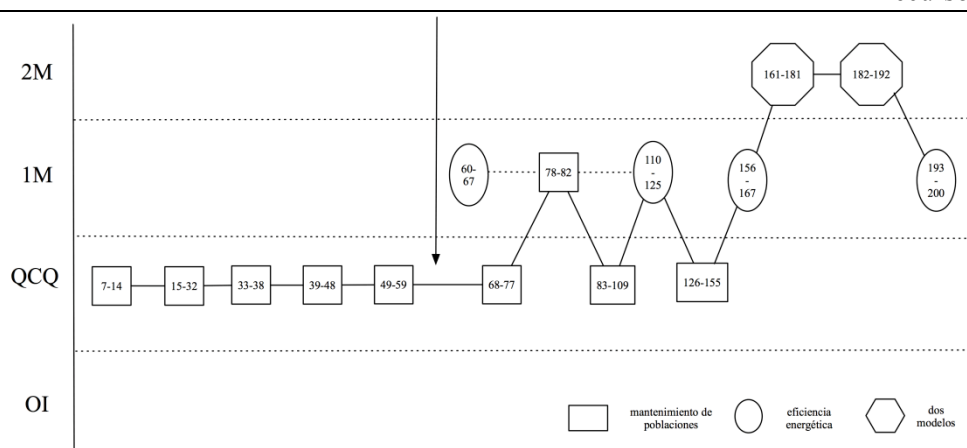 2M
161-181
182-192
1M
60-
67
78-82
110
-
125
156
-
167
193
-
200
QCQ
7-14
15-32
33-38
39-48
49-59
68-77
83-109
126-155
OI
mantenimiento de
poblaciones
eficiencia
energética
dos
modelos